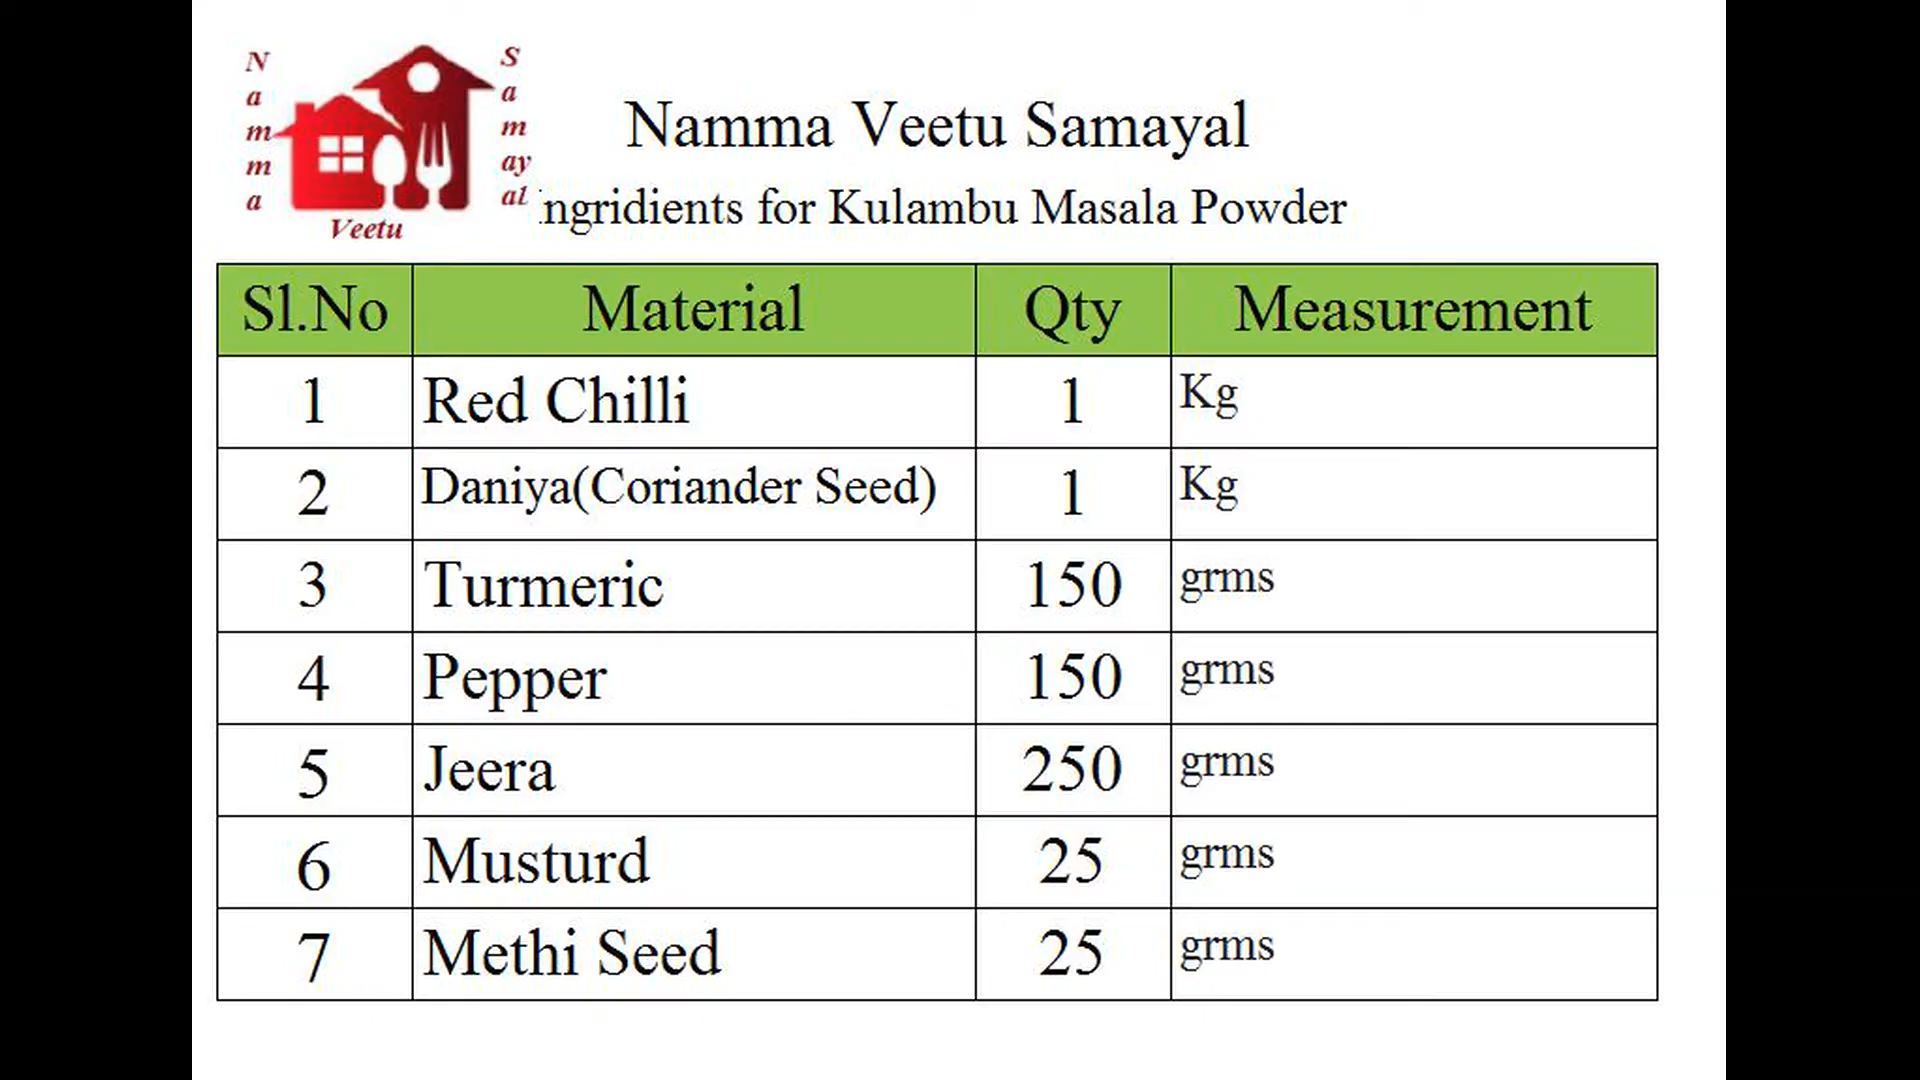 Namma
Samayal
Veetu
Namma Veetu Samayal
Ingridients for Kulambu Masala Powder
Sl.No Material Qty Measurement
1 Red Chilli 1 Kg
2 Daniya(Coriander Seed) 1 Kg
3 Turmeric 150 grms
4 Pepper 150 grms
5 Jeera 250 grms
6 Musturd 25 grms
7 Methi Seed 25 grms